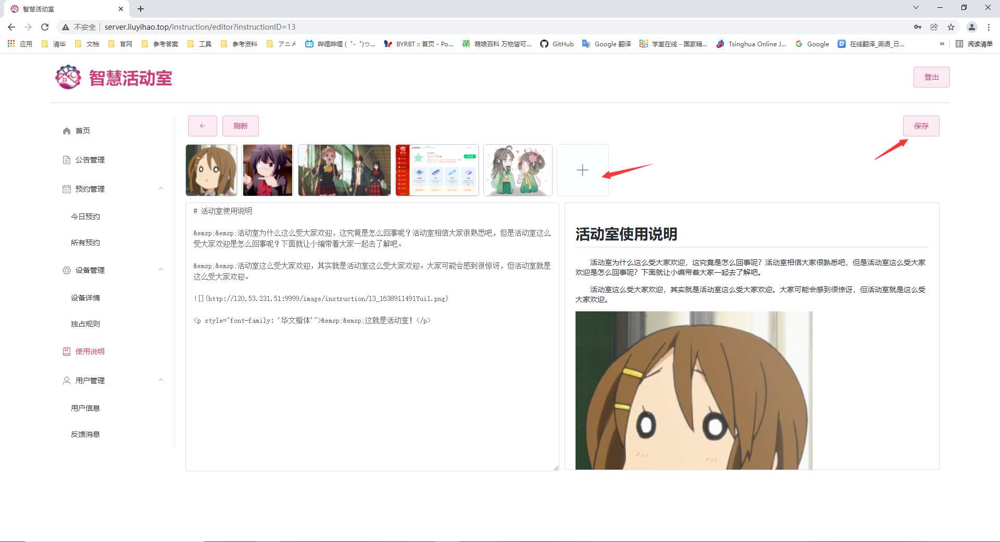 智慧活动室
不安全 server.liuyihao.top/instruction/editor?instructionID=13
应用 清华 文档 官网 参考答案 工具 参考资料 アニメ 哔哩哔哩 ( ゜- ゜)つ... BYRBT :: 首页 - Po... 萌娘百科 万物皆可... GitHub Google 翻译 学堂在线 - 国家精... Tsinghua Online J... Google 在线翻译_英语_日... » 阅读清单
智慧活动室
登出
首页
公告管理
预约管理
今日预约
所有预约
设备管理
设备详情
独占规则
使用说明
用户管理
用户信息
反馈消息
刷新
保存
# 活动室使用说明
&emsp;&emsp;活动室为什么这么受大家欢迎，这究竟是怎么回事呢？活动室相信大家很熟悉吧，但是活动室这么
受大家欢迎是怎么回事呢？下面就让小编带着大家一起去了解吧。
&emsp;&emsp;活动室这么受大家欢迎，其实就是活动室这么受大家欢迎。大家可能会感到很惊讶，但活动室就是
这么受大家欢迎。
![](http://120.53.231.51:9999/image/instruction/13_1638911491Yui1.png)
<p style="font-family: '华文楷体'">&emsp;&emsp;这就是活动室！</p>
活动室使用说明
活动室为什么这么受大家欢迎，这究竟是怎么回事呢？活动室相信大家很熟悉吧，但是活动室这么受大家
欢迎是怎么回事呢？下面就让小编带着大家一起去了解吧。
活动室这么受大家欢迎，其实就是活动室这么受大家欢迎。大家可能会感到很惊讶，但活动室就是这么受
大家欢迎。